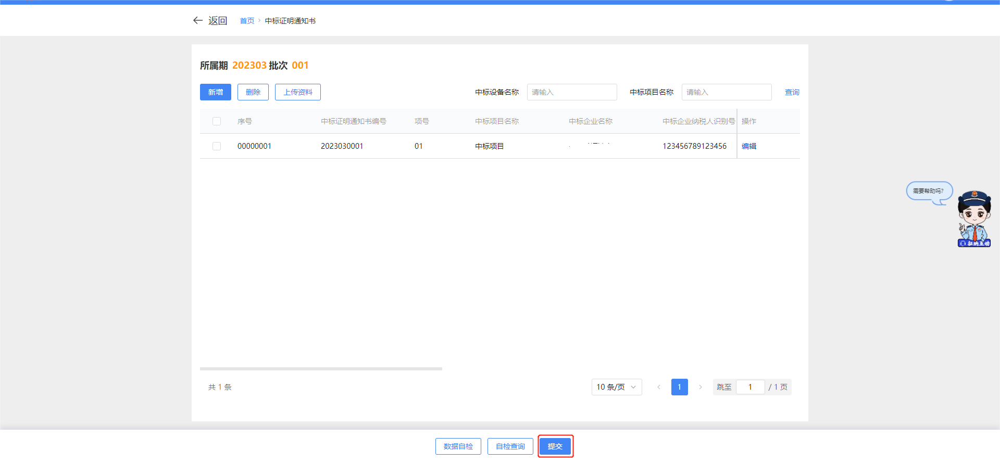 返回 首页 > 中标证明通知书
所属期 202303 批次 001
新增 删除 上传资料 中标设备名称 请输入 中标项目名称 请输入 查询
序号 中标证明通知书编号 项号 中标项目名称 中标企业名称 中标企业纳税人识别号 操作
00000001 2023030001 01 中标项目 123456789123456 编辑
需要帮助吗?
征纳互动
共 1 条 10 条/页 < 1 > 跳至 1 / 1 页
数据自检 自检查询 提交